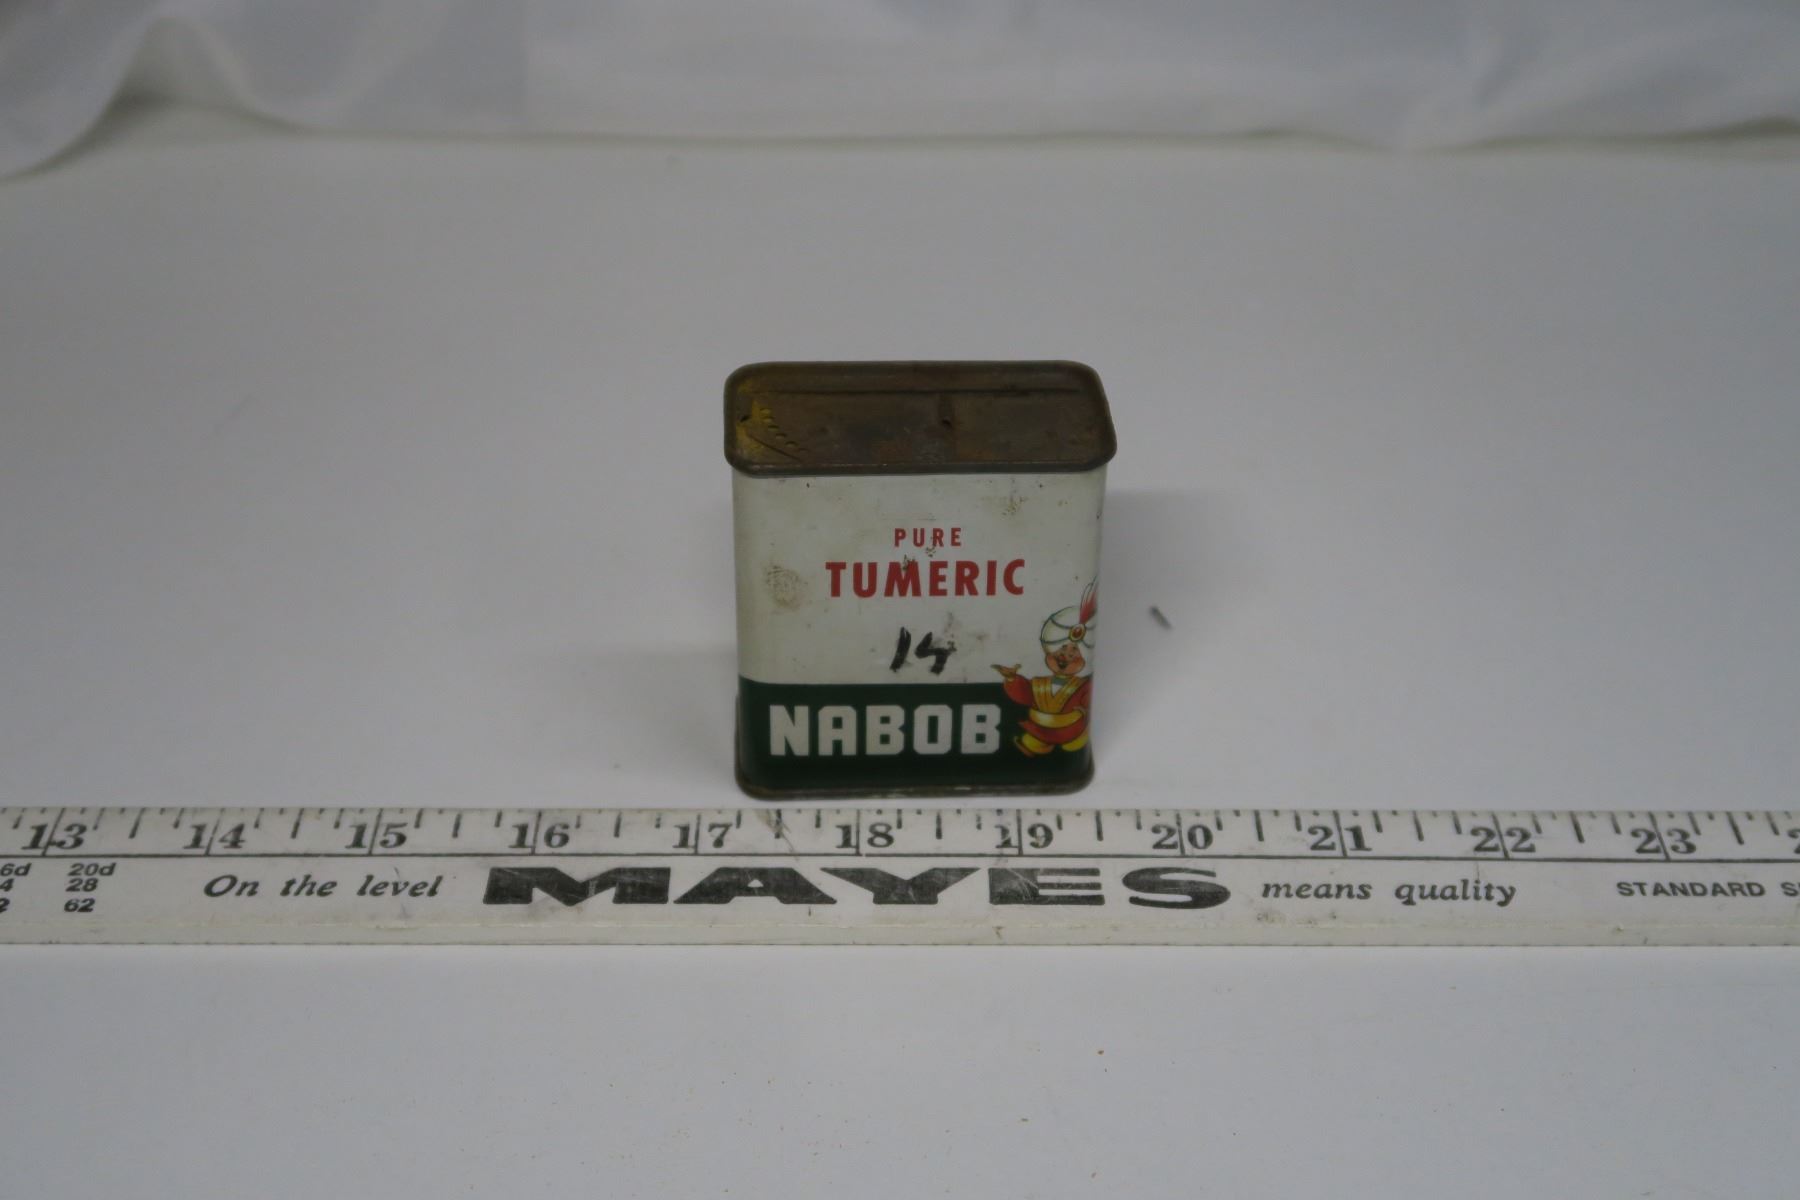 PURE
TUMERIC
14
NABOB
13 14 15 16 17 18 19 20 21 22 23
6d 20d
4 28
62
On the level MAYES means quality STANDARD S